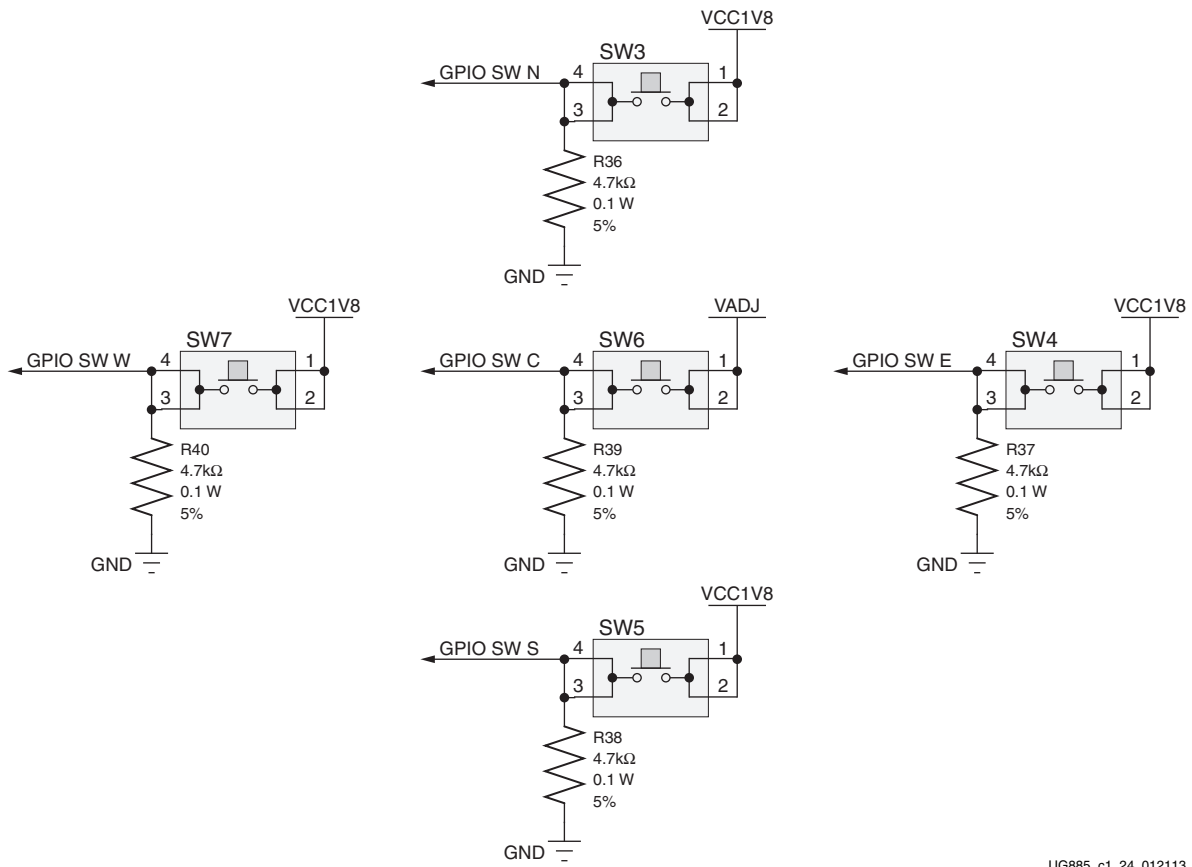 VCC1V8
SW3
GPIO SW N
4
1
3
2
R36
4.7kΩ
0.1 W
5%
GND
VCC1V8
SW7
GPIO SW W
4
1
3
2
R40
4.7kΩ
0.1 W
5%
GND
VADJ
SW6
GPIO SW C
4
1
3
2
R39
4.7kΩ
0.1 W
5%
GND
VCC1V8
SW4
GPIO SW E
4
1
3
2
R37
4.7kΩ
0.1 W
5%
GND
VCC1V8
SW5
GPIO SW S
4
1
3
2
R38
4.7kΩ
0.1 W
5%
GND
UG885_c1_24_012113